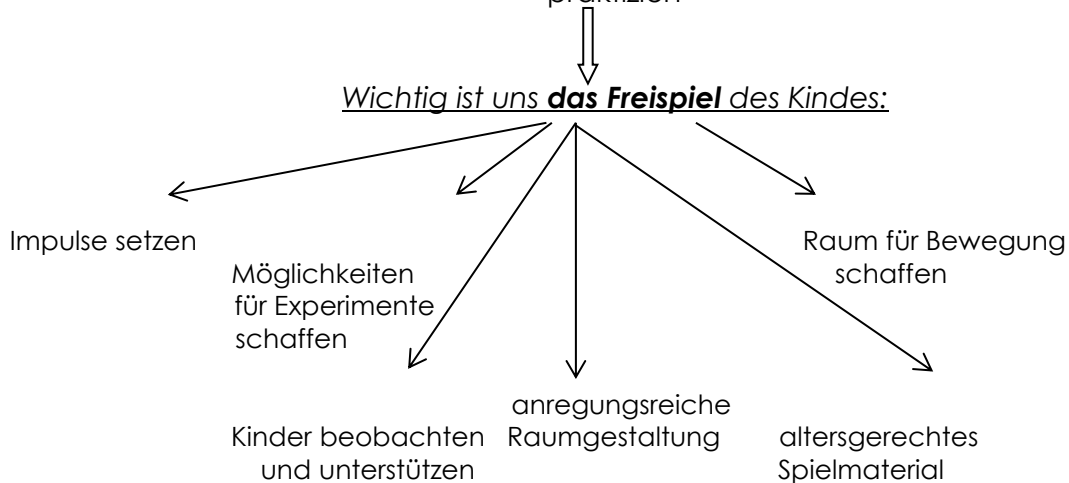 Wichtig ist uns das Freispiel des Kindes:
Impulse setzen
Möglichkeiten
für Experimente
schaffen
Kinder beobachten
und unterstützen
anregungsreiche
Raumgestaltung
altersgerechtes
Spielmaterial
Raum für Bewegung
schaffen